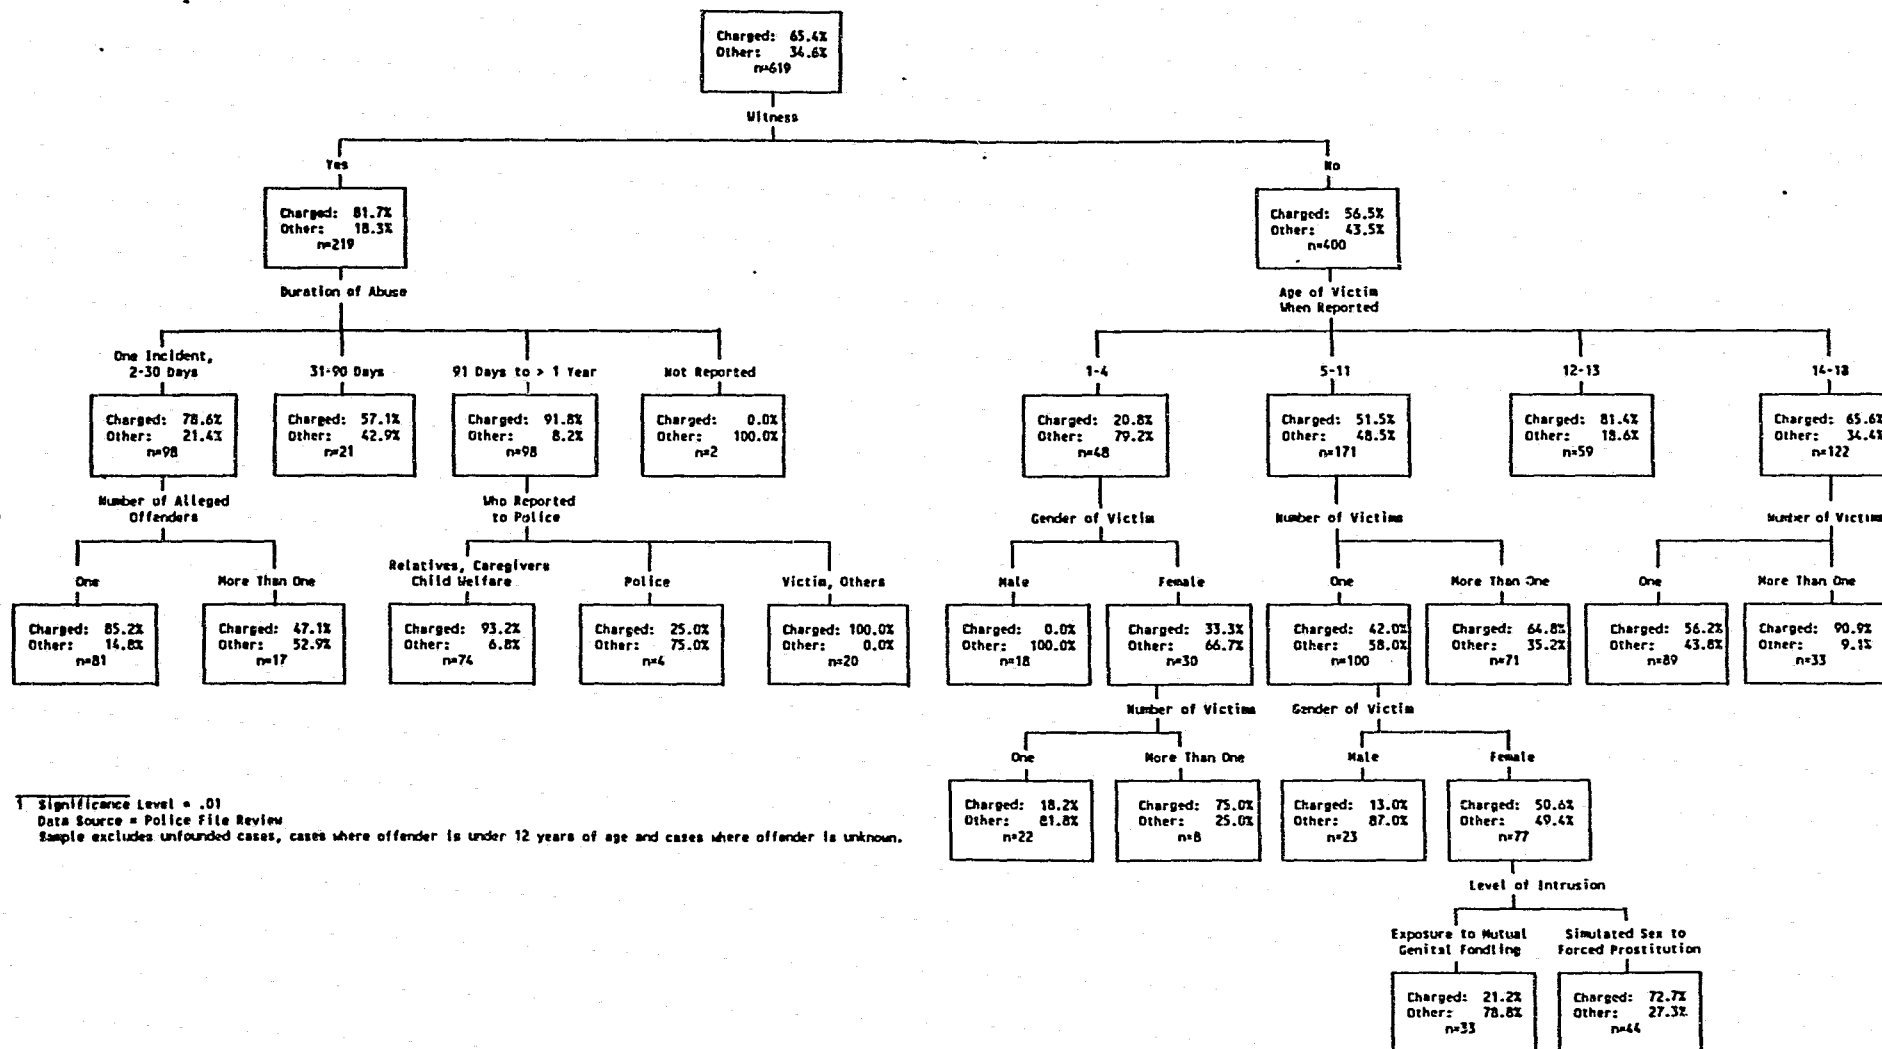 Charged: 65.4%
Other: 34.6%
n=619
Witness
Yes
No
Charged: 81.7%
Other: 18.3%
n=219
Charged: 56.5%
Other: 43.5%
n=400
Duration of Abuse
Age of Victim
When Reported
One Incident,
2-30 Days
31-90 Days
91 Days to > 1 Year
Not Reported
1-4
5-11
12-13
14-18
Charged: 78.6%
Other: 21.4%
n=98
Charged: 57.1%
Other: 42.9%
n=21
Charged: 91.8%
Other: 8.2%
n=98
Charged: 0.0%
Other: 100.0%
n=2
Charged: 20.8%
Other: 79.2%
n=48
Charged: 51.5%
Other: 48.5%
n=171
Charged: 81.4%
Other: 18.6%
n=59
Charged: 65.6%
Other: 34.4%
n=122
Number of Alleged
Offenders
Who Reported
to Police
Gender of Victim
Number of Victims
Number of Victims
One
More Than One
Relatives, Caregivers
Child Welfare
Police
Victim, Others
Male
Female
One
More Than One
One
More Than One
Charged: 85.2%
Other: 14.8%
n=81
Charged: 47.1%
Other: 52.9%
n=17
Charged: 93.2%
Other: 6.8%
n=74
Charged: 25.0%
Other: 75.0%
n=4
Charged: 100.0%
Other: 0.0%
n=20
Charged: 0.0%
Other: 100.0%
n=18
Charged: 33.3%
Other: 66.7%
n=30
Charged: 42.0%
Other: 58.0%
n=100
Charged: 64.8%
Other: 35.2%
n=71
Charged: 56.2%
Other: 43.8%
n=89
Charged: 90.9%
Other: 9.1%
n=33
Number of Victims
Gender of Victim
One
More Than One
Male
Female
Charged: 18.2%
Other: 81.8%
n=22
Charged: 75.0%
Other: 25.0%
n=8
Charged: 13.0%
Other: 87.0%
n=23
Charged: 50.6%
Other: 49.4%
n=77
Level of Intrusion
Exposure to Mutual
Genital Fondling
Simulated Sex to
Forced Prostitution
Charged: 21.2%
Other: 78.8%
n=33
Charged: 72.7%
Other: 27.3%
n=44
1 Significance Level = .01
Data Source = Police File Review
Sample excludes unfounded cases, cases where offender is under 12 years of age and cases where offender is unknown.